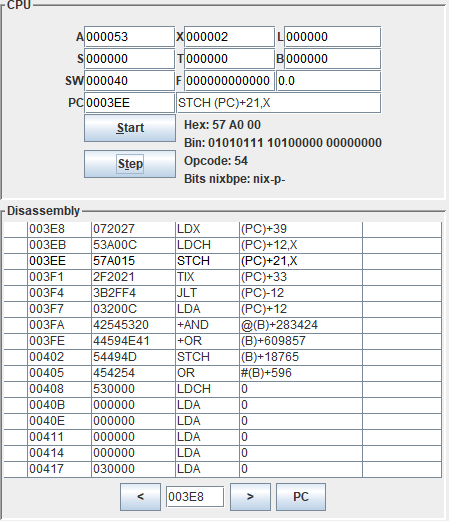 CPU
A 000053 X 000002 L 000000
S 000000 T 000000 B 000000
SW 000040 F 000000000000 0.0
PC 0003EE STCH (PC)+21,X
Start Hex: 57 A0 00
Bin: 01010111 10100000 00000000
Step Opcode: 54
Bits nixbpe: nix-p-
Disassembly
003E8 072027 LDX (PC)+39
003EB 53A00C LDCH (PC)+12,X
003EE 57A015 STCH (PC)+21,X
003F1 2F2021 TIX (PC)+33
003F4 3B2FF4 JLT (PC)-12
003F7 03200C LDA (PC)+12
003FA 42545320 +AND @(B)+283424
003FE 44594E41 +OR (B)+609857
00402 54494D STCH (B)+18765
00405 454254 OR #(B)+596
00408 530000 LDCH 0
0040B 000000 LDA 0
0040E 000000 LDA 0
00411 000000 LDA 0
00414 000000 LDA 0
00417 030000 LDA 0
< 003E8 > PC